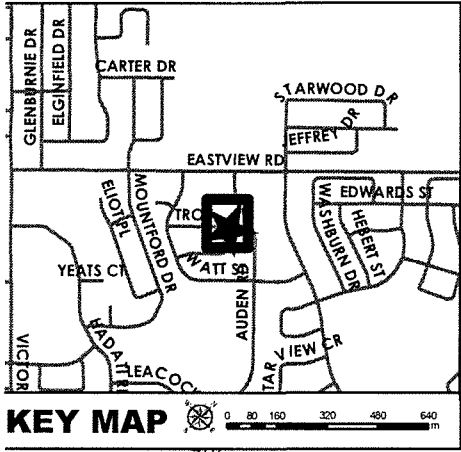 GLENBURNIE DR
ELGINFIELD DR
CARTER DR
STARWOOD DR
JEFFREY DR
EASTVIEW RD
ELIOT PL
MOUNTFORD DR
EDWARDS ST
WASHBURN DR
HEBERT ST
WATT ST
YEATS CT
AUDEN RD
VICTOR
VIEW CR
LEACOCK
KEY MAP
0 80 160 320 480 640
m